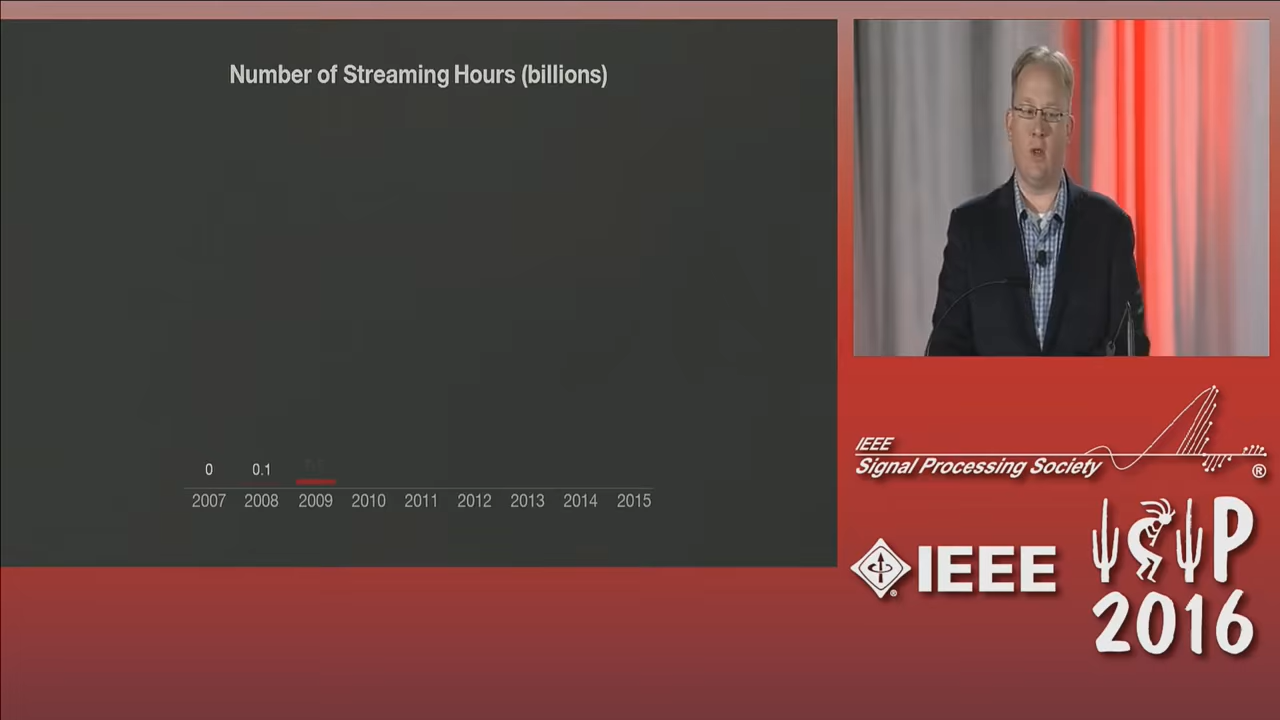 Number of Streaming Hours (billions)
0
0.1
2007 2008 2009 2010 2011 2012 2013 2014 2015
IEEE
Signal Processing Society
®
IEEE
®
ICIP
2016